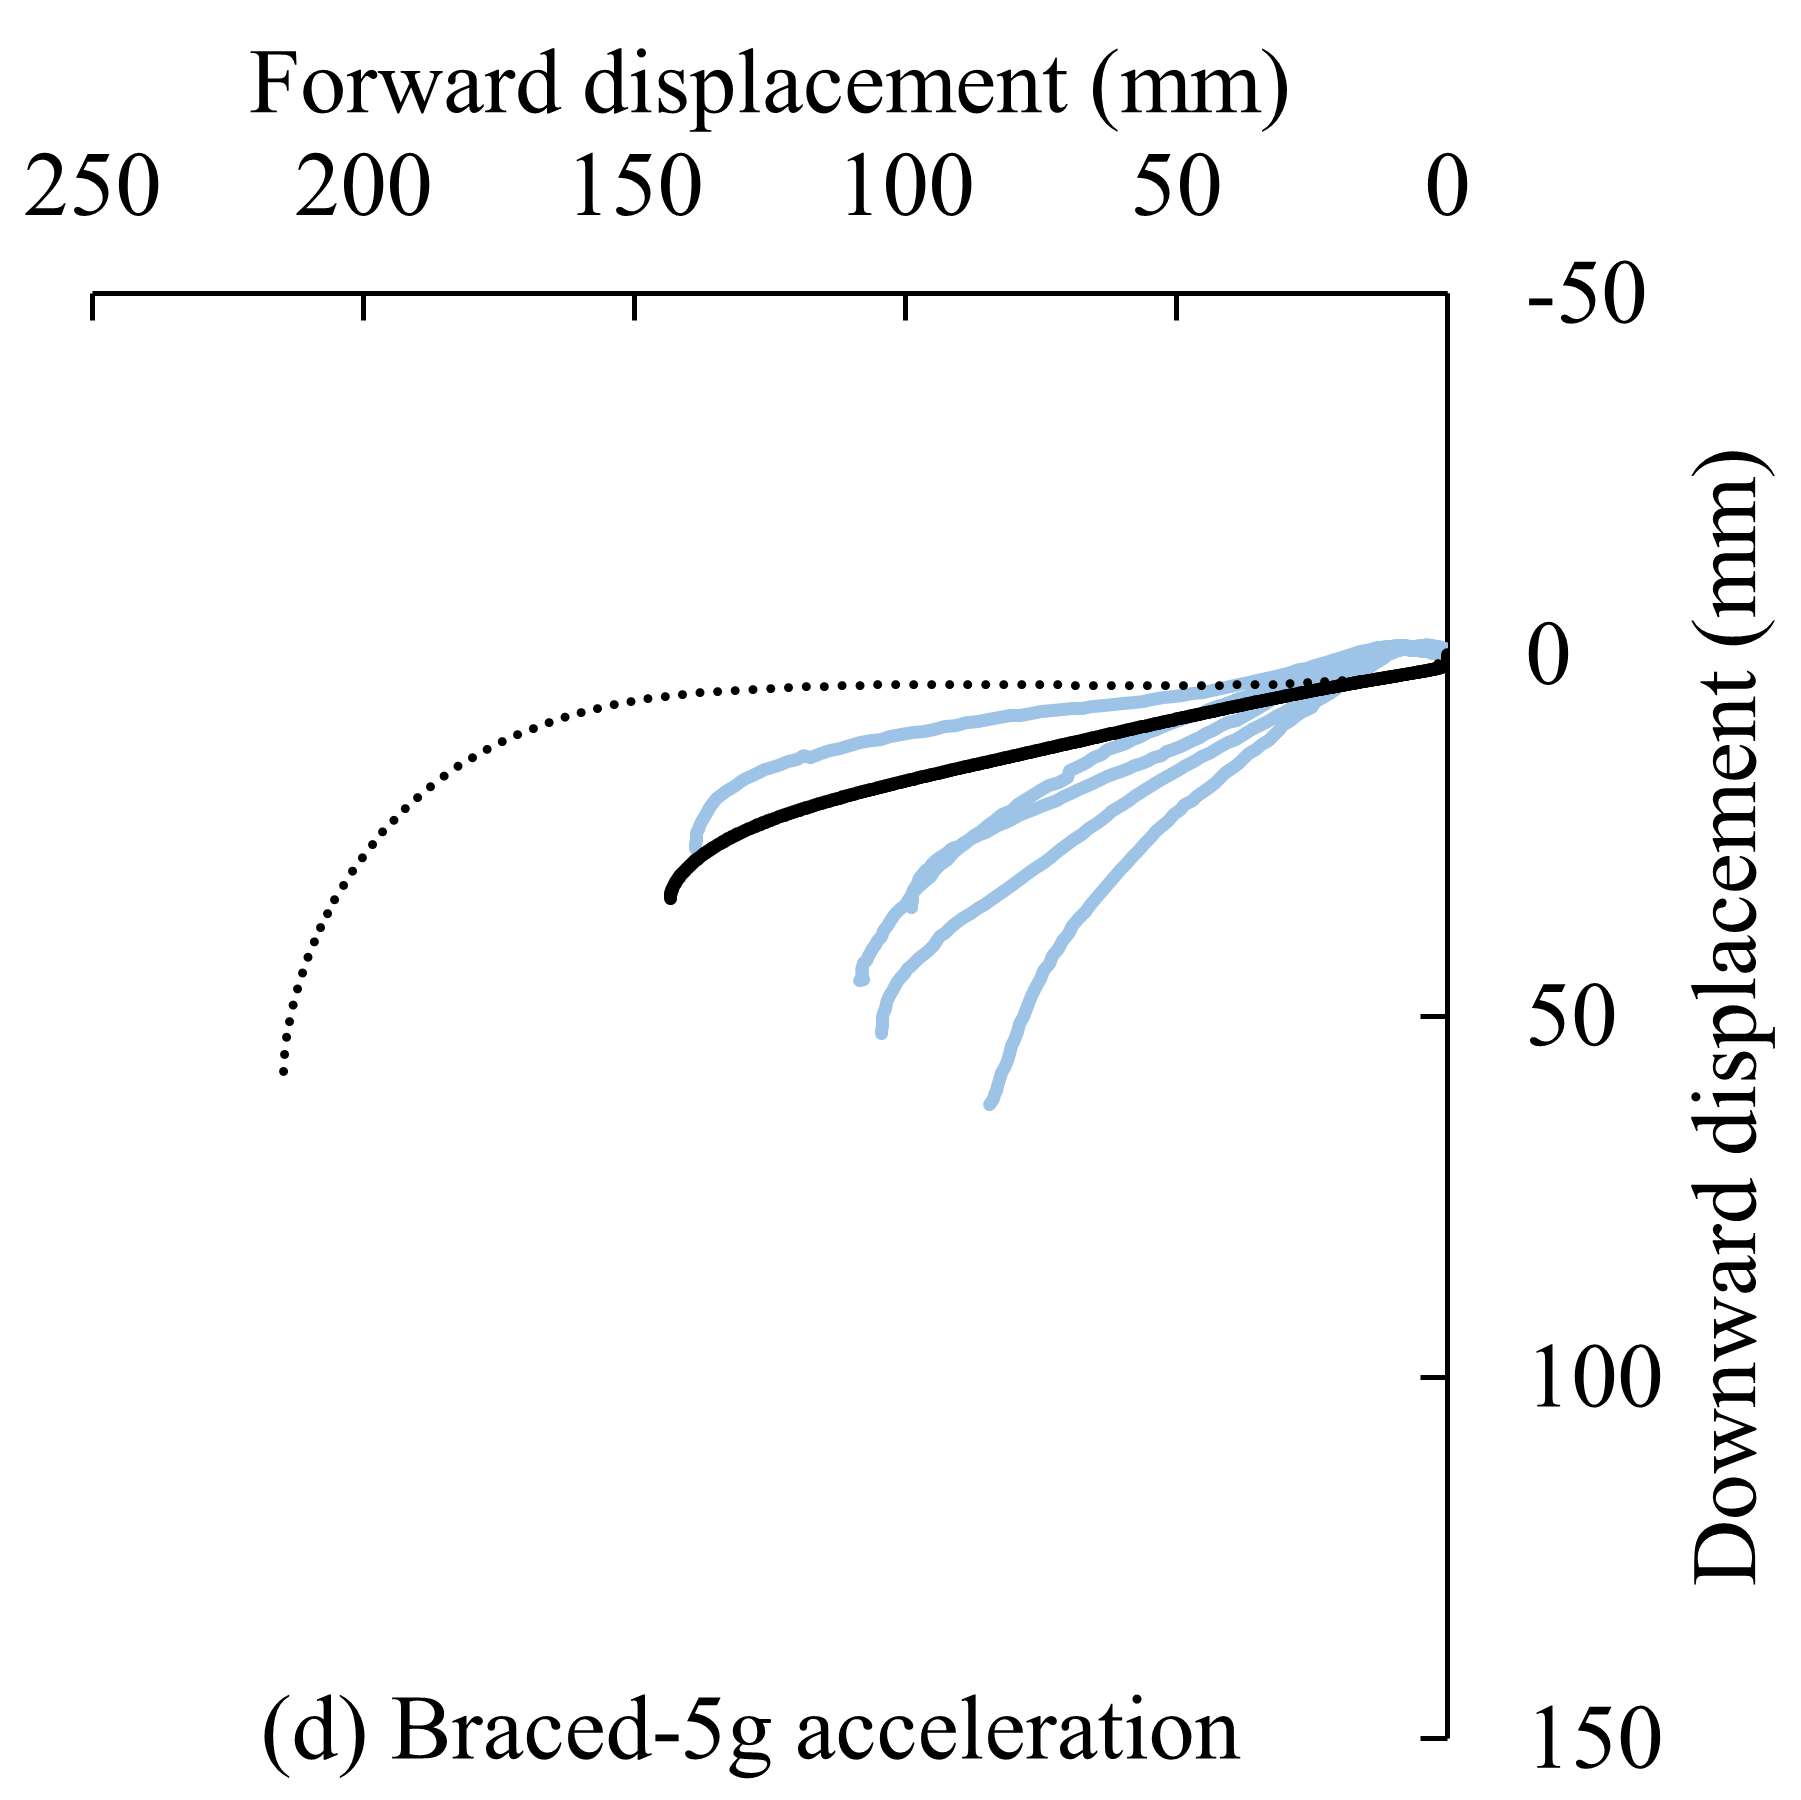 Forward displacement (mm)
250 200 150 100 50 0
-50
0
50
100
150
Downward displacement (mm)
(d) Braced-5g acceleration